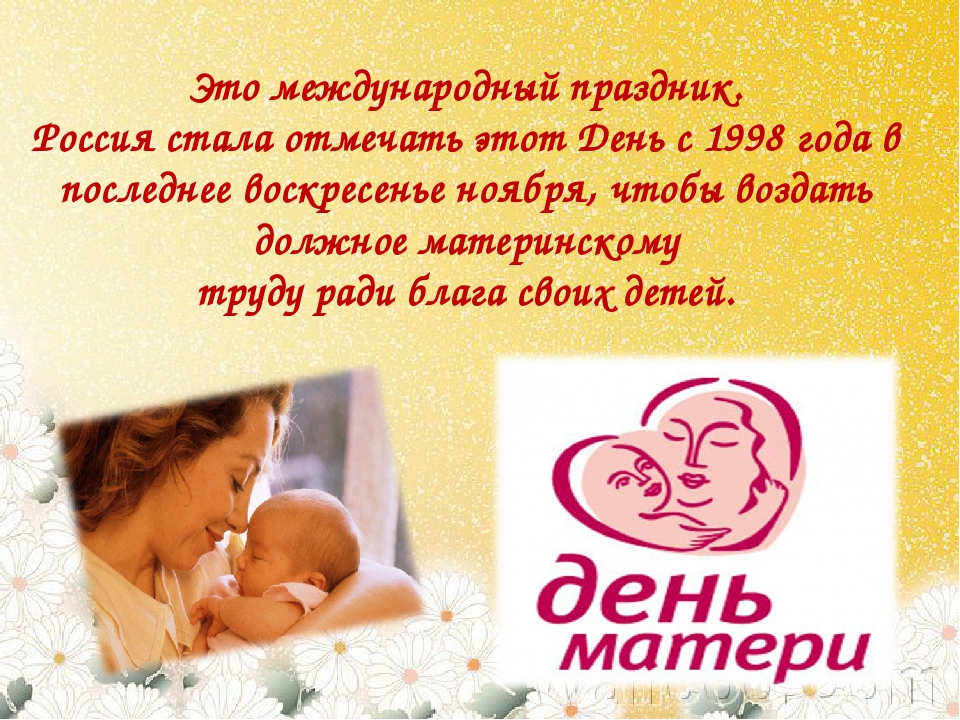 Это международный праздник.
Россия стала отмечать этот День с 1998 года в
последнее воскресенье ноября, чтобы воздать
должное материнскому
труду ради блага своих детей.
день
матери